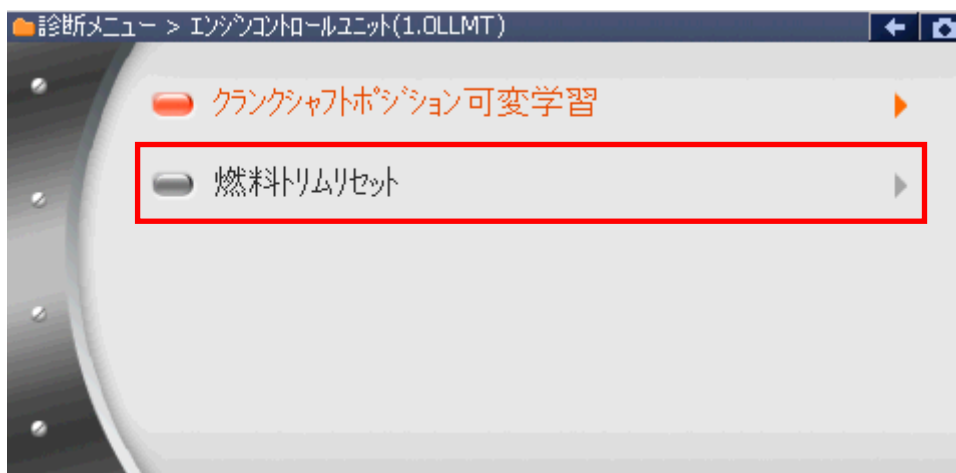 診断メニュー > エンジンコントロールユニット(1.0LLMT)
クランクシャフトポジション可変学習
燃料トリムリセット